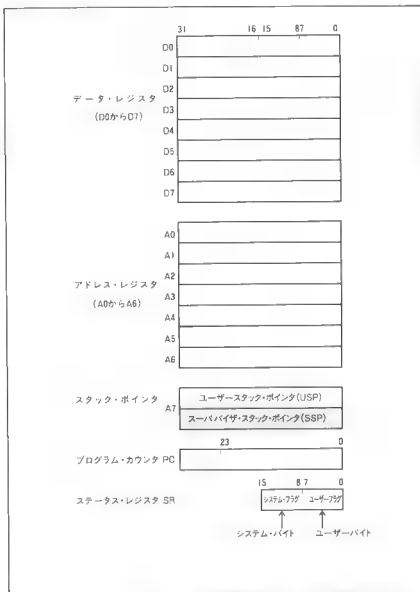 31 16 15 87 0
D0
D1
D2
データ・レジスタ
(D0からD7)
D3
D4
D5
D6
D7
A0
A1
A2
アドレス・レジスタ
(A0からA6)
A3
A4
A5
A6
スタック・ポインタ
A7
ユーザースタック・ポインタ(USP)
スーパバイザ・スタック・ポインタ(SSP)
23 0
プログラム・カウンタ PC
15 87 0
ステータス・レジスタ SR
システム・フラグ ユーザーフラグ
システム・バイト ユーザーバイト